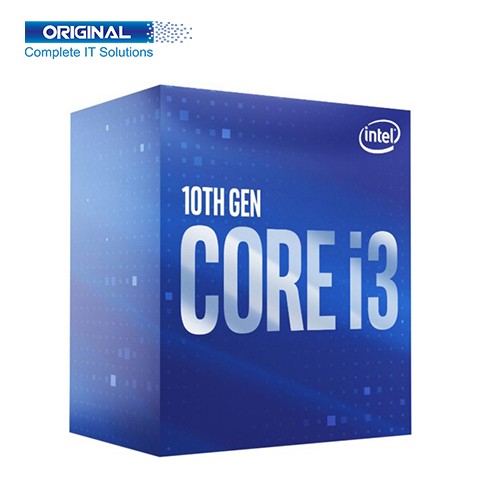 ORIGINAL
Complete IT Solutions
intel
10TH GEN
CORE i3